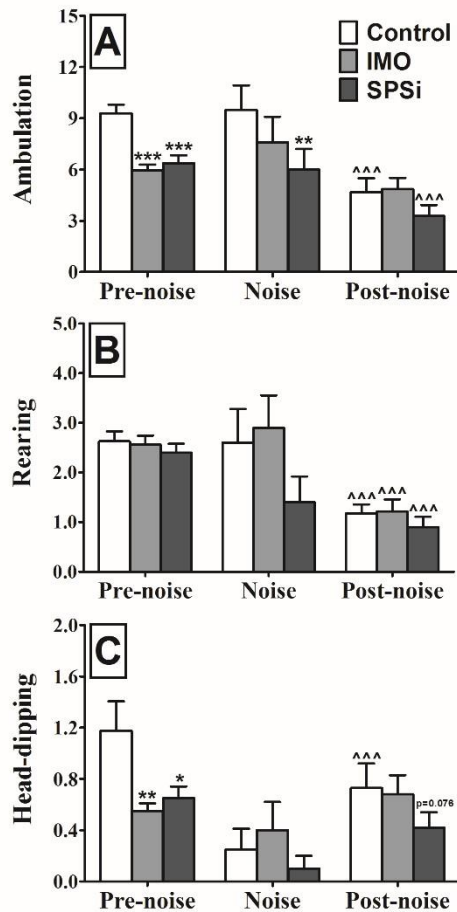 A
Control
IMO
SPSi
Ambulation
15
12
9
6
3
0
***
***
**
^^^
^^^
Pre-noise Noise Post-noise
B
Rearing
5.0
4.0
3.0
2.0
1.0
0.0
^^^ ^^^ ^^^
Pre-noise Noise Post-noise
C
Head-dipping
2.0
1.6
1.2
0.8
0.4
0.0
**
*
^^^
p=0.076
Pre-noise Noise Post-noise